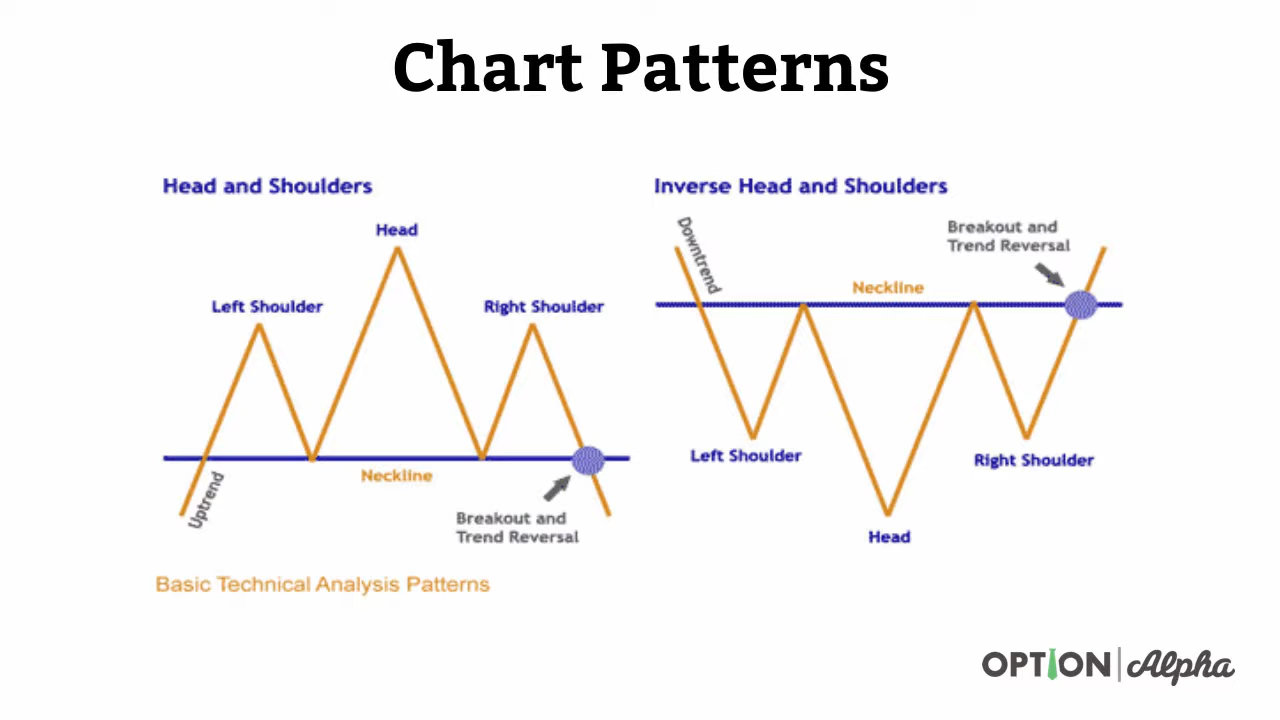 Chart Patterns
Head and Shoulders
Head
Left Shoulder
Right Shoulder
Uptrend
Neckline
Breakout and
Trend Reversal
Inverse Head and Shoulders
Downtrend
Breakout and
Trend Reversal
Neckline
Left Shoulder
Right Shoulder
Head
Basic Technical Analysis Patterns
OPTION | Alpha